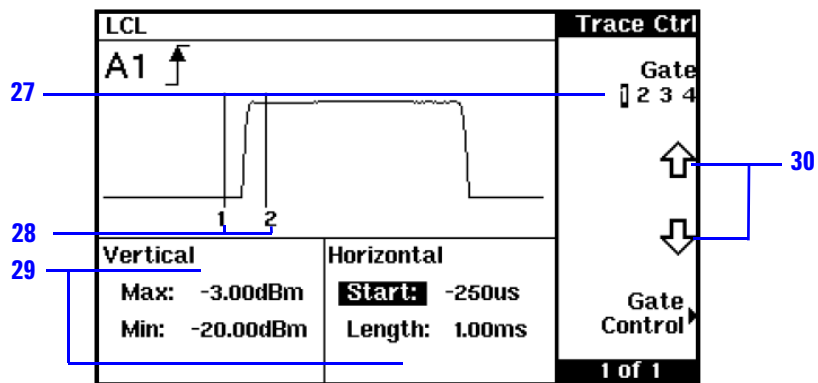 LCL
Trace Ctrl
A1
Gate
1 2 3 4
27
30
1 2
28
29
Vertical
Max: -3.00dBm
Min: -20.00dBm
Horizontal
Start: -250us
Length: 1.00ms
Gate
Control
1 of 1